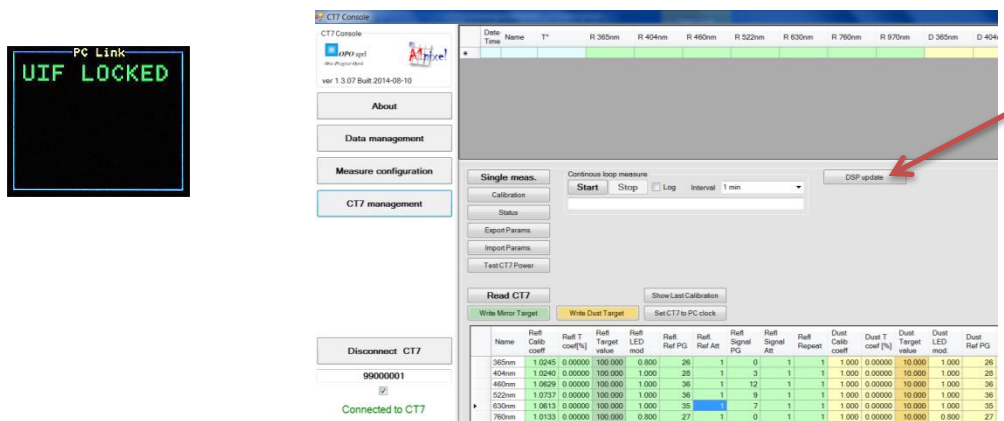 PC Link
UIF LOCKED
CT7 Console
CT7 Console
OPO sprl
A4pixel
ver 1.3.07 Built 2014-08-10
About
Data management
Measure configuration
CT7 management
Disconnect CT7
99000001
Connected to CT7
Date Time Name T° R 365nm R 404nm R 460nm R 522nm R 630nm R 760nm R 970nm D 365nm D 404
Single meas.
Calibration
Status
Export Params.
Import Params.
Test CT7 Power
Continous loop measure
Start Stop Log Interval 1 min
DSP update
Read CT7
Show Last Calibration
Write Mirror Target Write Dust Target Set CT7 to PC clock
Name Refl Calib coeff Refl T coef[%] Refl Target value Refl LED mod Refl. Ref PG Refl. Ref Att Refl Signal PG Refl Signal Att Refl Repeat Dust Calib coeff Dust T coef [%] Dust Target value Dust LED mod. Dust Ref PG
365nm 1.0245 0.00000 100.000 0.800 26 1 0 1 1 1.000 0.00000 10.000 1.000 26
404nm 1.0240 0.00000 100.000 1.000 28 1 3 1 1 1.000 0.00000 10.000 1.000 28
460nm 1.0629 0.00000 100.000 1.000 36 1 12 1 1 1.000 0.00000 10.000 1.000 36
522nm 1.0737 0.00000 100.000 1.000 36 1 9 1 1 1.000 0.00000 10.000 1.000 36
630nm 1.0613 0.00000 100.000 1.000 35 1 7 1 1 1.000 0.00000 10.000 1.000 35
760nm 1.0133 0.00000 100.000 0.800 27 1 0 1 1 1.000 0.00000 10.000 0.800 27